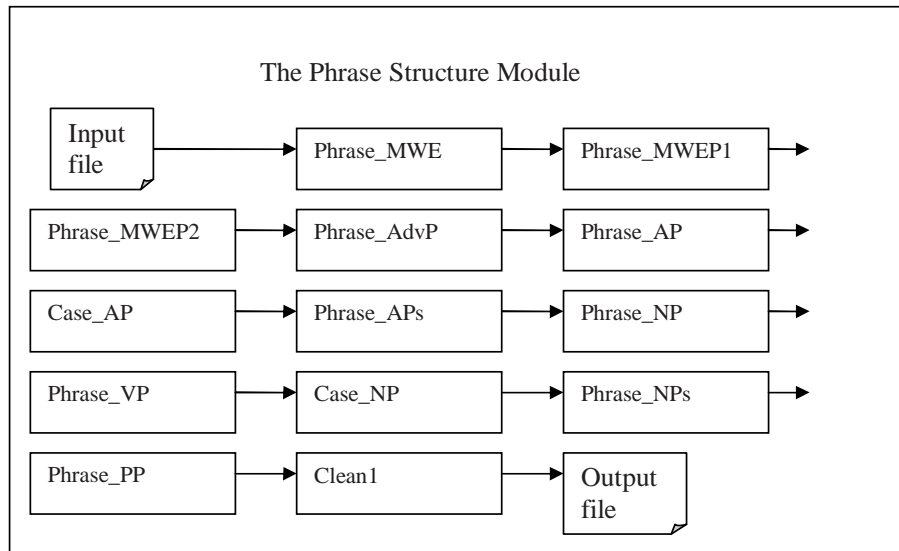 The Phrase Structure Module
Input
file
Phrase_MWE
Phrase_MWEP1
Phrase_MWEP2
Phrase_AdvP
Phrase_AP
Case_AP
Phrase_APs
Phrase_NP
Phrase_VP
Case_NP
Phrase_NPs
Phrase_PP
Clean1
Output
file